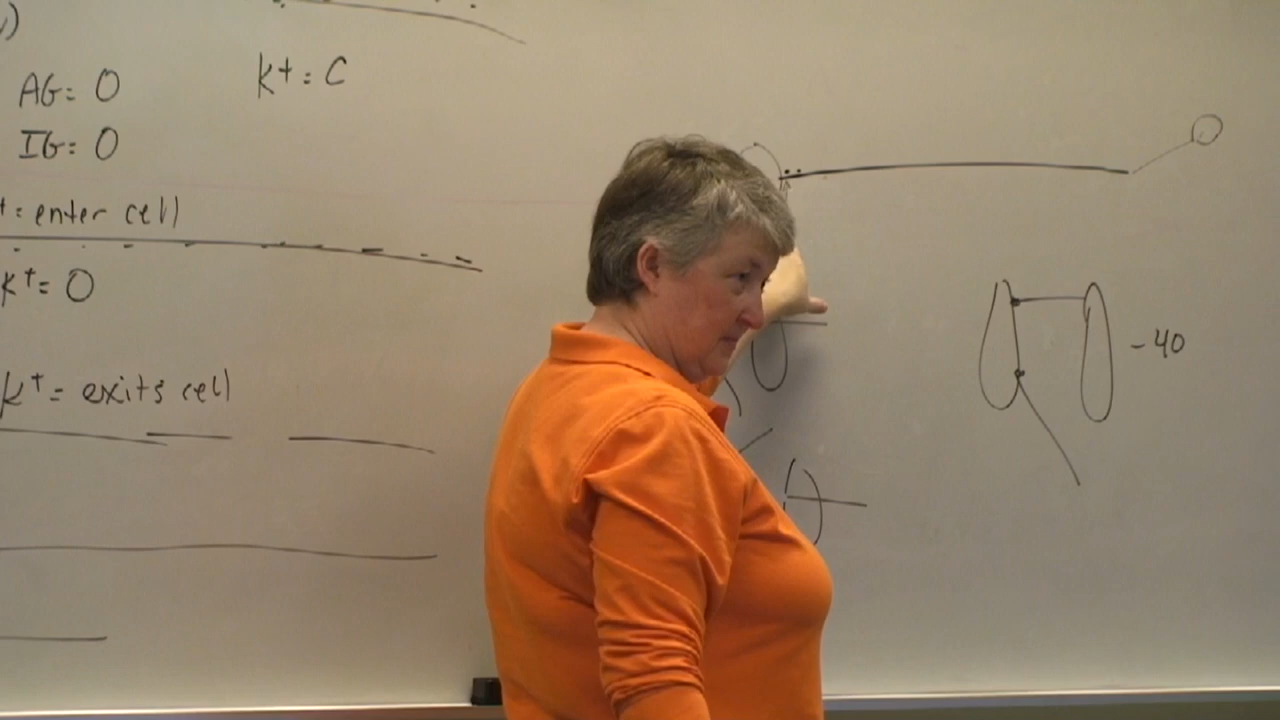 AG= O
k+ = C
IG= O
+= enter cell
k+= O
-40
k+= exits cell